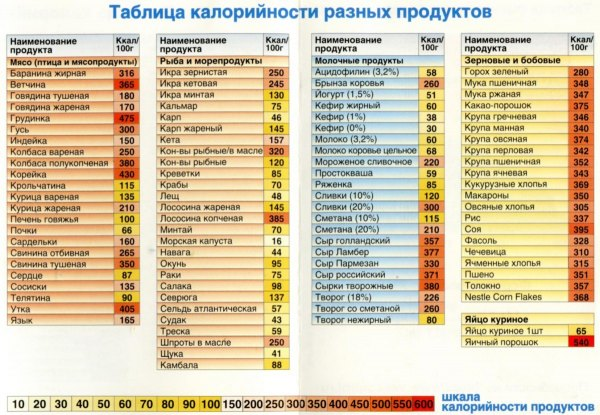 Таблица калорийности разных продуктов
Наименование продукта Ккал/100г
Мясо (птица и мясопродукты)
Баранина жирная 316
Ветчина 365
Говядина тушеная 180
Говядина жареная 170
Грудинка 475
Гусь 300
Индейка 150
Колбаса вареная 250
Колбаса полукопченая 380
Корейка 430
Крольчатина 115
Курица вареная 135
Курица жареная 210
Печень говяжья 100
Почки 66
Сардельки 160
Свинина отбивная 265
Свинина тушеная 350
Сердце 87
Сосиски 135
Телятина 90
Утка 405
Язык 165
Наименование продукта Ккал/100г
Рыба и морепродукты
Икра зернистая 250
Икра кетовая 245
Икра минтая 130
Кальмар 75
Карп 46
Карп жареный 145
Кета 157
Кон-вы рыбные/в масле 320
Кон-вы рыбные 120
Креветки 85
Крабы 70
Лещ 48
Лососина жареная 145
Лососина копченая 385
Минтай 70
Морская капуста 16
Навага 44
Окунь 95
Раки 75
Салака 98
Севрюга 137
Сельдь атлантическая 57
Судак 43
Треска 59
Шпроты в масле 250
Щука 41
Камбала 88
Наименование продукта Ккал/100г
Молочные продукты
Ацидофилин (3,2%) 58
Брынза коровья 260
Йогурт (1,5%) 51
Кефир жирный 60
Кефир (1%) 38
Кефир (0%) 30
Молоко (3,2%) 60
Молоко коровье цельное 68
Мороженое сливочное 220
Простокваша 59
Ряженка 85
Сливки (10%) 120
Сливки (20%) 300
Сметана (10%) 115
Сметана (20%) 210
Сыр голландский 357
Сыр Ламбер 377
Сыр Пармезан 330
Сыр российский 371
Сырки творожные 380
Творог (18%) 226
Творог со сметаной 260
Творог нежирный 80
Наименование продукта Ккал/100г
Зерновые и бобовые
Горох зеленый 280
Мука пшеничная 348
Мука ржаная 347
Какао-порошок 375
Крупа гречневая 346
Крупа манная 340
Крупа овсяная 374
Крупа перловая 342
Крупа пшеничная 352
Крупа ячневая 343
Кукурузные хлопья 369
Макароны 350
Овсяные хлопья 305
Рис 337
Соя 395
Фасоль 328
Чечевица 310
Ячменные хлопья 315
Пшено 351
Толокно 357
Nestle Corn Flakes 368
Яйцо куриное
Яйцо куриное 1шт 65
Яичный порошок 540
10 20 30 40 50 60 70 80 90 100 150 200 250 300 350 400 450 500 550 600 шкала
калорийности продуктов